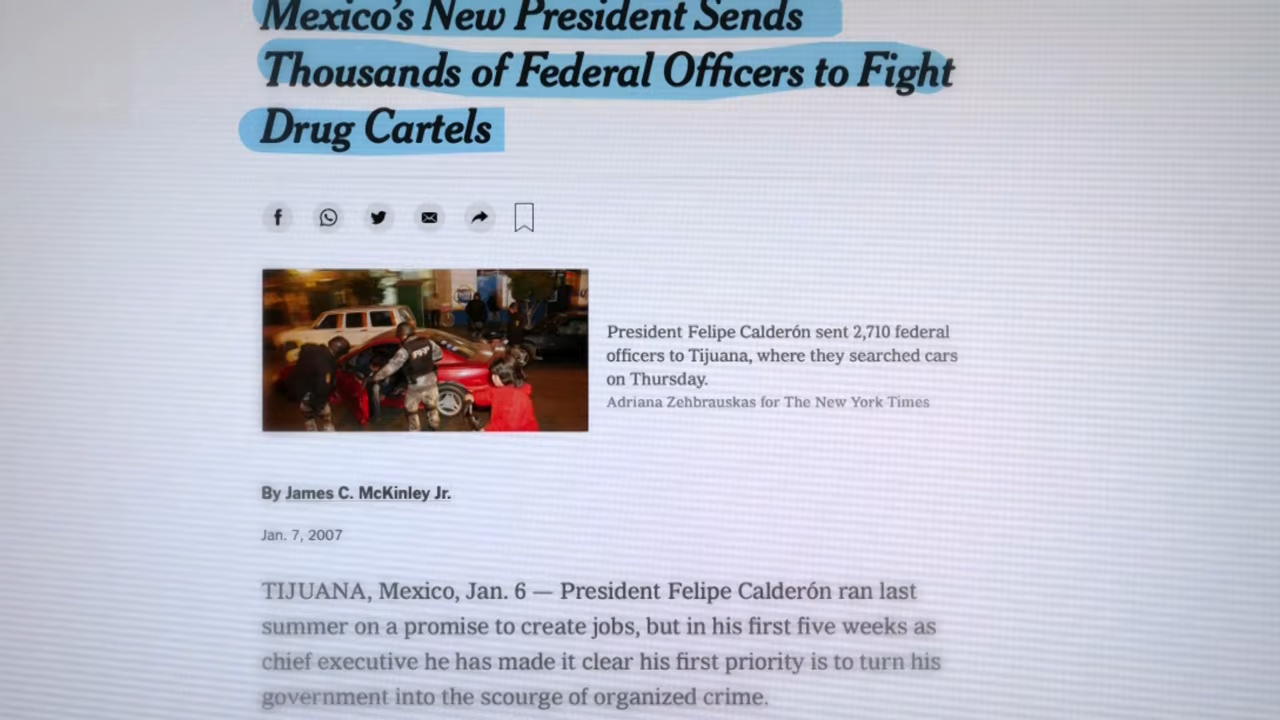 Mexico's New President Sends
Thousands of Federal Officers to Fight
Drug Cartels
PFP
President Felipe Calderón sent 2,710 federal
officers to Tijuana, where they searched cars
on Thursday.
Adriana Zehbrauskas for The New York Times
By James C. McKinley Jr.
Jan. 7, 2007
TIJUANA, Mexico, Jan. 6 — President Felipe Calderón ran last
summer on a promise to create jobs, but in his first five weeks as
chief executive he has made it clear his first priority is to turn his
government into the scourge of organized crime.